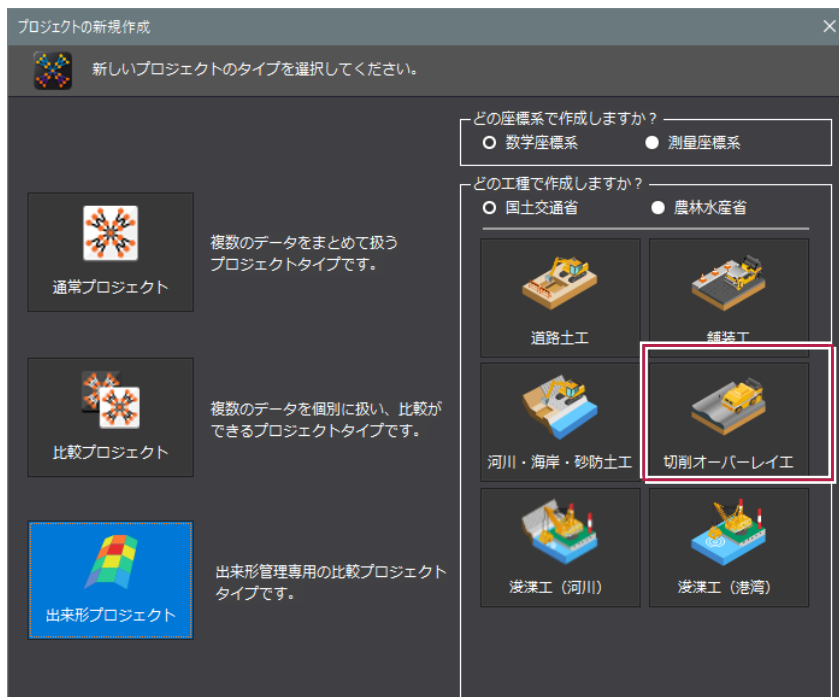 プロジェクトの新規作成
新しいプロジェクトのタイプを選択してください。
通常プロジェクト
複数のデータをまとめて扱う
プロジェクトタイプです。
比較プロジェクト
複数のデータを個別に扱い、比較が
できるプロジェクトタイプです。
出来形プロジェクト
出来形管理専用の比較プロジェクト
タイプです。
どの座標系で作成しますか？
数学座標系
測量座標系
どの工種で作成しますか？
国土交通省
農林水産省
道路土工
舗装工
河川・海岸・砂防土工
切削オーバーレイ工
浚渫工（河川）
浚渫工（港湾）